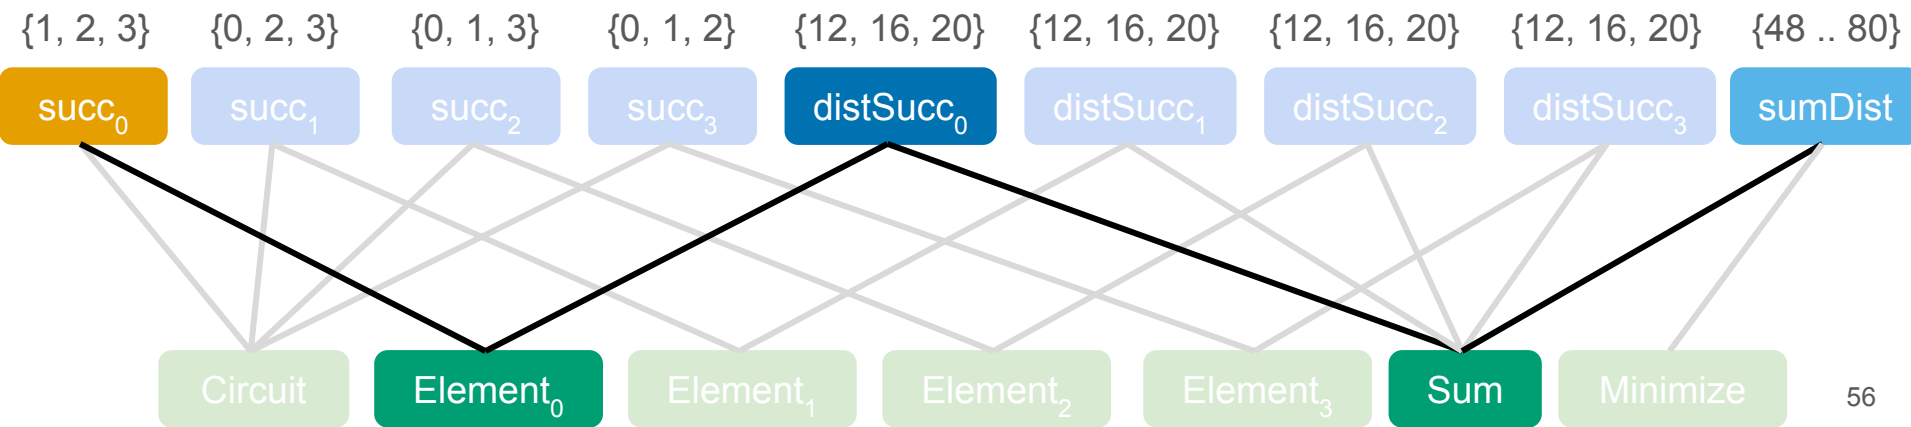 {1, 2, 3} {0, 2, 3} {0, 1, 3} {0, 1, 2} {12, 16, 20} {12, 16, 20} {12, 16, 20} {12, 16, 20} {48 .. 80}
succ₀ succ₁ succ₂ succ₃ distSucc₀ distSucc₁ distSucc₂ distSucc₃ sumDist
Circuit Element₀ Element₁ Element₂ Element₃ Sum Minimize 56